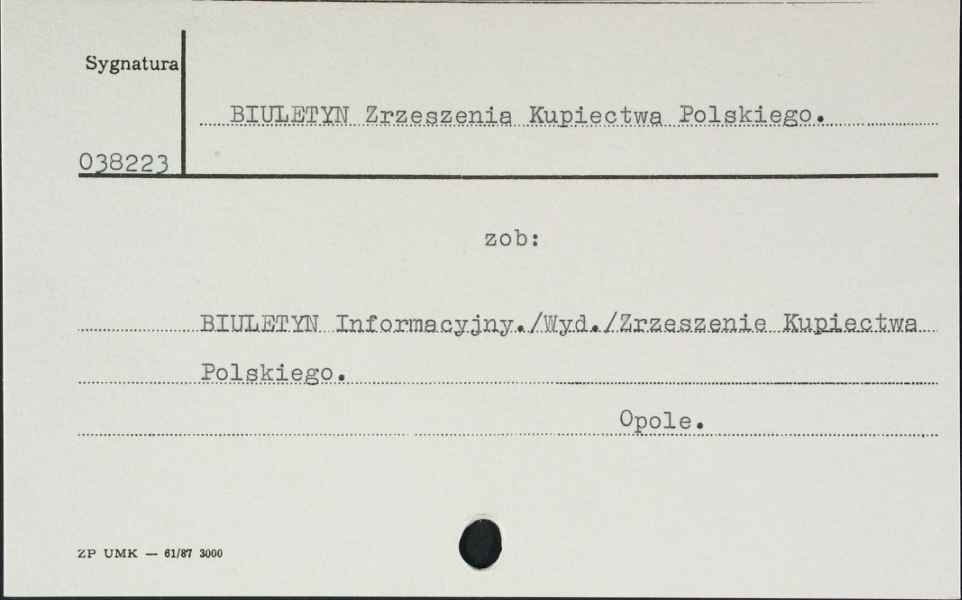 Sygnatura
BIULETYN Zrzeszenia Kupiectwa Polskiego.
038223
zob:
BIULETYN Informacyjny./Wyd./Zrzeszenie Kupiectwa
Polskiego.
Opole.
ZP UMK — 61/87 3000